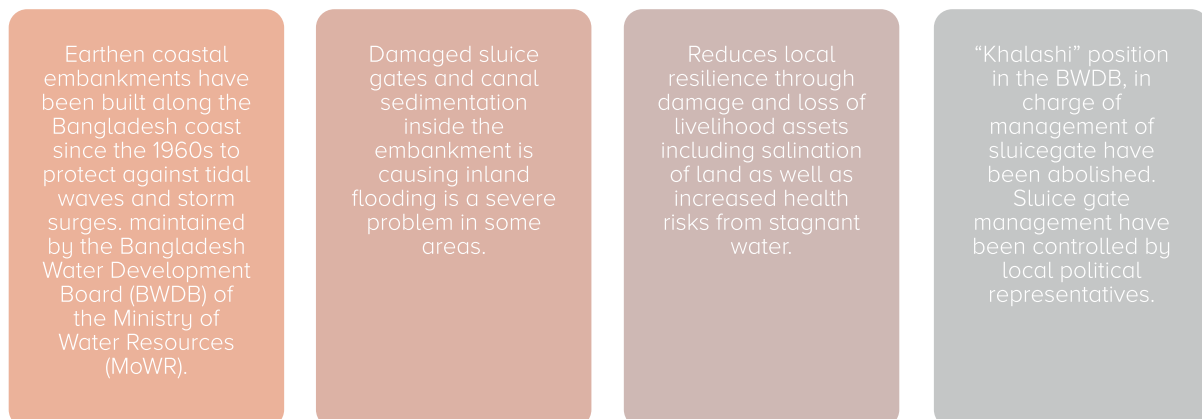 Earthen coastal
embankments have
been built along the
Bangladesh coast
since the 1960s to
protect against tidal
waves and storm
surges. maintained
by the Bangladesh
Water Development
Board (BWDB) of
the Ministry of
Water Resources
(MoWR).
Damaged sluice
gates and canal
sedimentation
inside the
embankment is
causing inland
flooding is a severe
problem in some
areas.
Reduces local
resilience through
damage and loss of
livelihood assets
including salination
of land as well as
increased health
risks from stagnant
water.
“Khalashi” position
in the BWDB, in
charge of
management of
sluicegate have
been abolished.
Sluice gate
management have
been controlled by
local political
representatives.